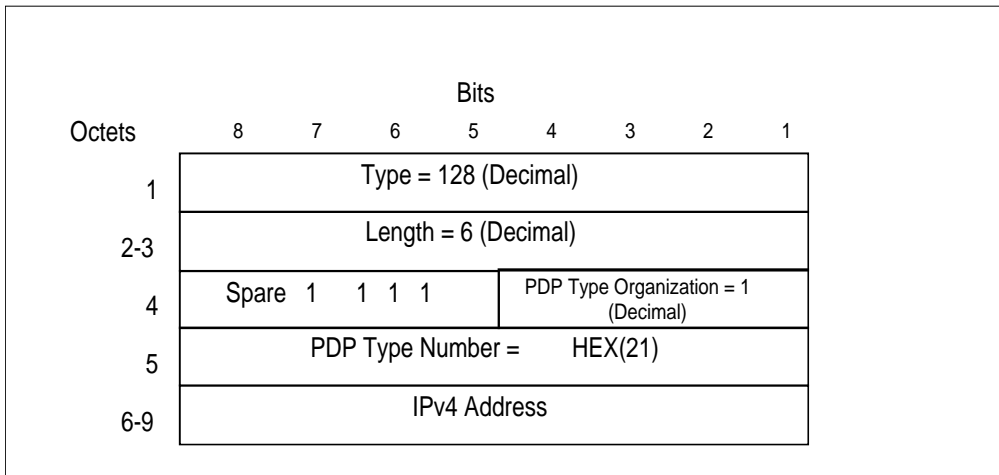 Bits
Octets 8 7 6 5 4 3 2 1
1 Type = 128 (Decimal)
2-3 Length = 6 (Decimal)
4 Spare 1 1 1 1 PDP Type Organization = 1
(Decimal)
5 PDP Type Number = HEX(21)
6-9 IPv4 Address